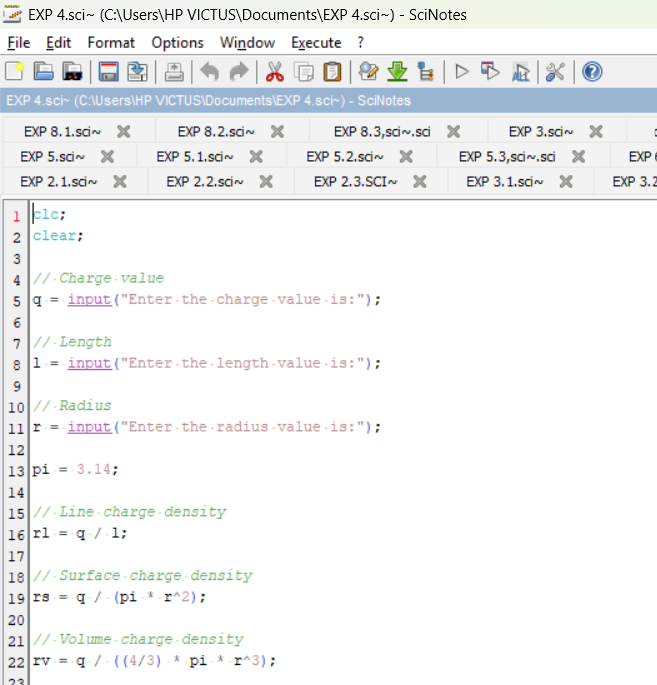 EXP 4.sci~ (C:\Users\HP VICTUS\Documents\EXP 4.sci~) - SciNotes
File Edit Format Options Window Execute ?
EXP 4.sci~ (C:\Users\HP VICTUS\Documents\EXP 4.sci~) - SciNotes
EXP 8.1.sci~ EXP 8.2.sci~ EXP 8.3,sci~.sci EXP 3.sci~
EXP 5.sci~ EXP 5.1.sci~ EXP 5.2.sci~ EXP 5.3,sci~.sci EXP
EXP 2.1.sci~ EXP 2.2.sci~ EXP 2.3.SCI~ EXP 3.1.sci~ EXP 3.2
1 clc;
2 clear;
3
4 // Charge value
5 q = input("Enter the charge value is:");
6
7 // Length
8 l = input("Enter the length value is:");
9
10 // Radius
11 r = input("Enter the radius value is:");
12
13 pi = 3.14;
14
15 // Line charge density
16 rl = q / l;
17
18 // Surface charge density
19 rs = q / (pi * r^2);
20
21 // Volume charge density
22 rv = q / ((4/3) * pi * r^3);
23